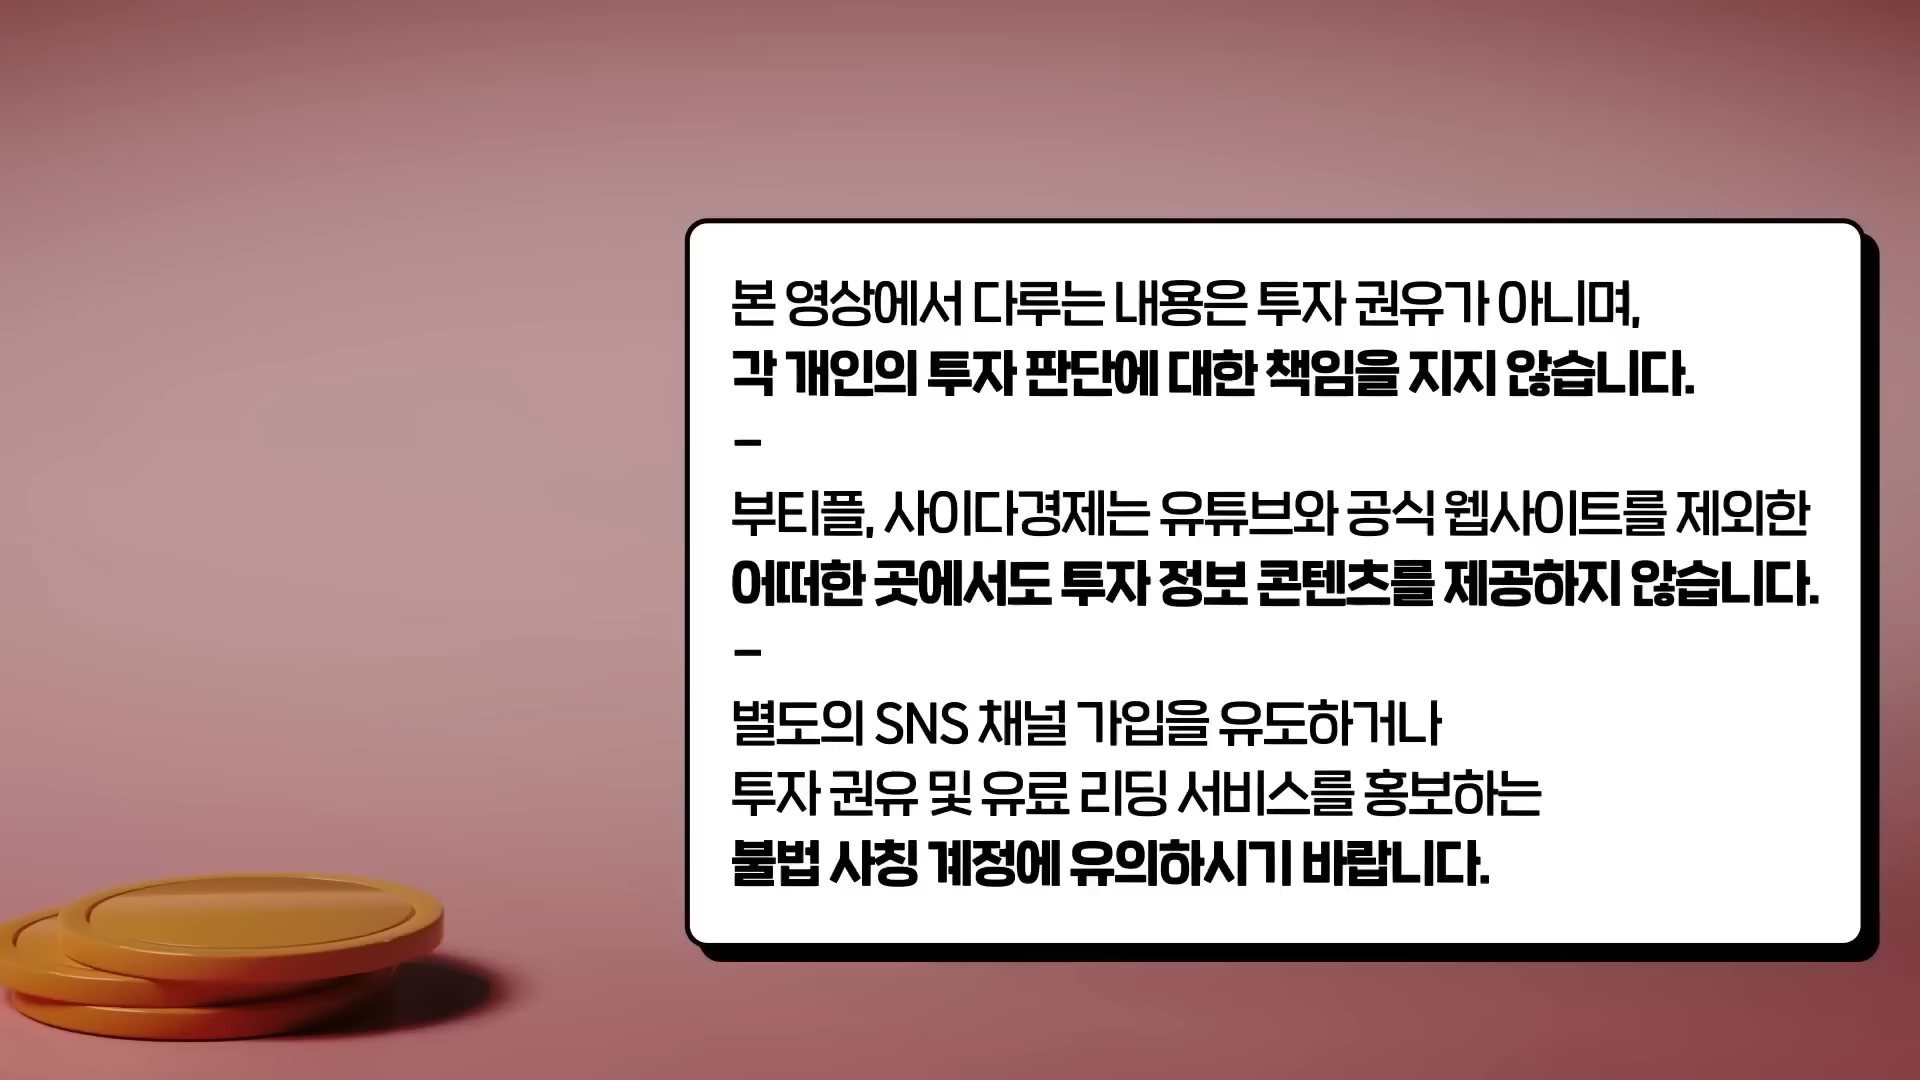 본 영상에서 다루는 내용은 투자 권유가 아니며,
각 개인의 투자 판단에 대한 책임을 지지 않습니다.
–
부티플, 사이다경제는 유튜브와 공식 웹사이트를 제외한
어떠한 곳에서도 투자 정보 콘텐츠를 제공하지 않습니다.
–
별도의 SNS 채널 가입을 유도하거나
투자 권유 및 유료 리딩 서비스를 홍보하는
불법 사칭 계정에 유의하시기 바랍니다.